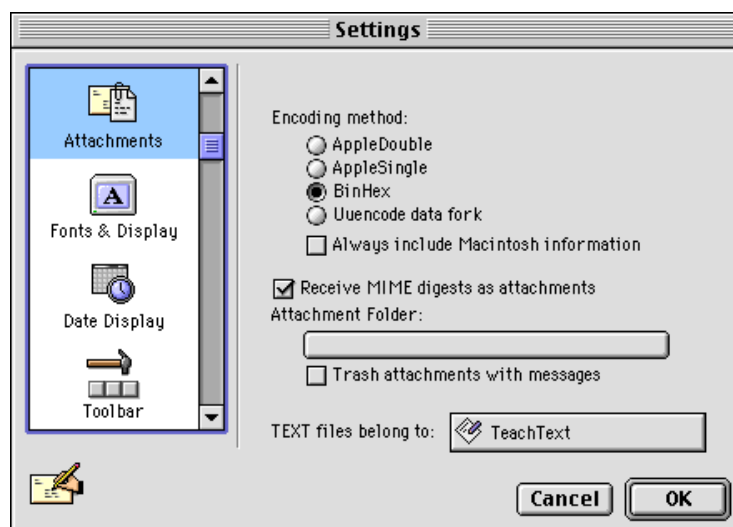 Settings
Attachments
Fonts & Display
Date Display
Toolbar
Encoding method:
AppleDouble
AppleSingle
BinHex
Uuencode data fork
Always include Macintosh information
Receive MIME digests as attachments
Attachment Folder:
Trash attachments with messages
TEXT files belong to: TeachText
Cancel OK